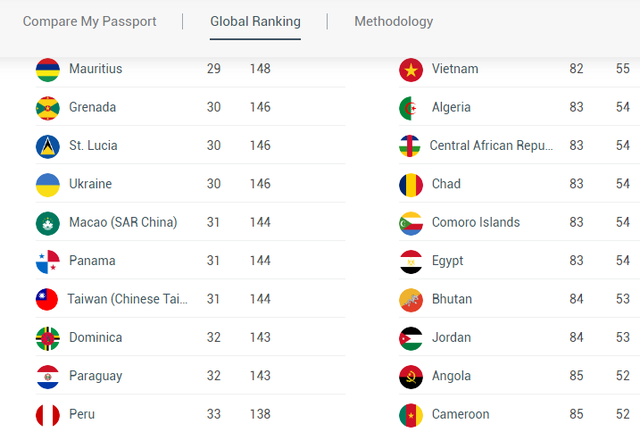 Compare My Passport | Global Ranking | Methodology
Mauritius 29 148
Grenada 30 146
St. Lucia 30 146
Ukraine 30 146
Macao (SAR China) 31 144
Panama 31 144
Taiwan (Chinese Tai... 31 144
Dominica 32 143
Paraguay 32 143
Peru 33 138
Vietnam 82 55
Algeria 83 54
Central African Repu... 83 54
Chad 83 54
Comoro Islands 83 54
Egypt 83 54
Bhutan 84 53
Jordan 84 53
Angola 85 52
Cameroon 85 52